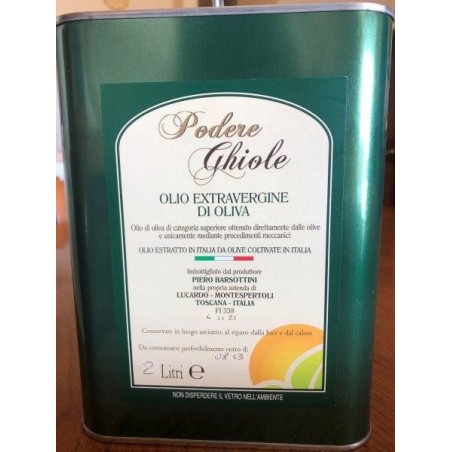 Podere
Ghiole
OLIO EXTRAVERGINE
DI OLIVA
Olio di oliva di categoria superiore ottenuto direttamente dalle olive
e unicamente mediante procedimenti meccanici
OLIO ESTRATTO IN ITALIA DA OLIVE COLTIVATE IN ITALIA
Imbottigliato dal produttore
PIERO BARSOTTINI
nella propria azienda di
LUCARDO - MONTESPERTOLI
TOSCANA - ITALIA
FI 338
Conservare in luogo asciutto, al riparo dalla luce e dal calore
Da consumarsi preferibilmente entro il:
2 Litri ℮
NON DISPERDERE IL VETRO NELL'AMBIENTE